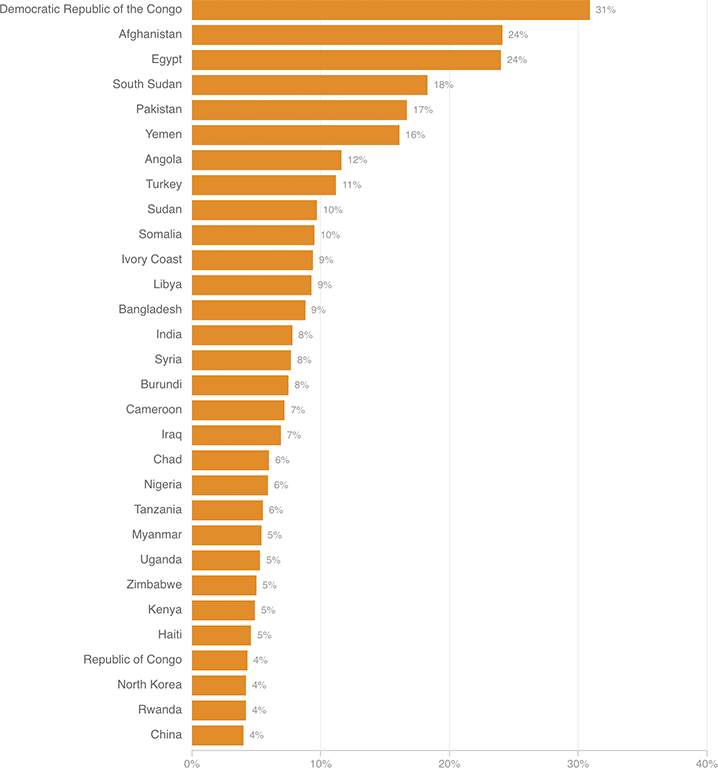 Democratic Republic of the Congo 31%
Afghanistan 24%
Egypt 24%
South Sudan 18%
Pakistan 17%
Yemen 16%
Angola 12%
Turkey 11%
Sudan 10%
Somalia 10%
Ivory Coast 9%
Libya 9%
Bangladesh 9%
India 8%
Syria 8%
Burundi 8%
Cameroon 7%
Iraq 7%
Chad 6%
Nigeria 6%
Tanzania 6%
Myanmar 5%
Uganda 5%
Zimbabwe 5%
Kenya 5%
Haiti 5%
Republic of Congo 4%
North Korea 4%
Rwanda 4%
China 4%
0% 10% 20% 30% 40%